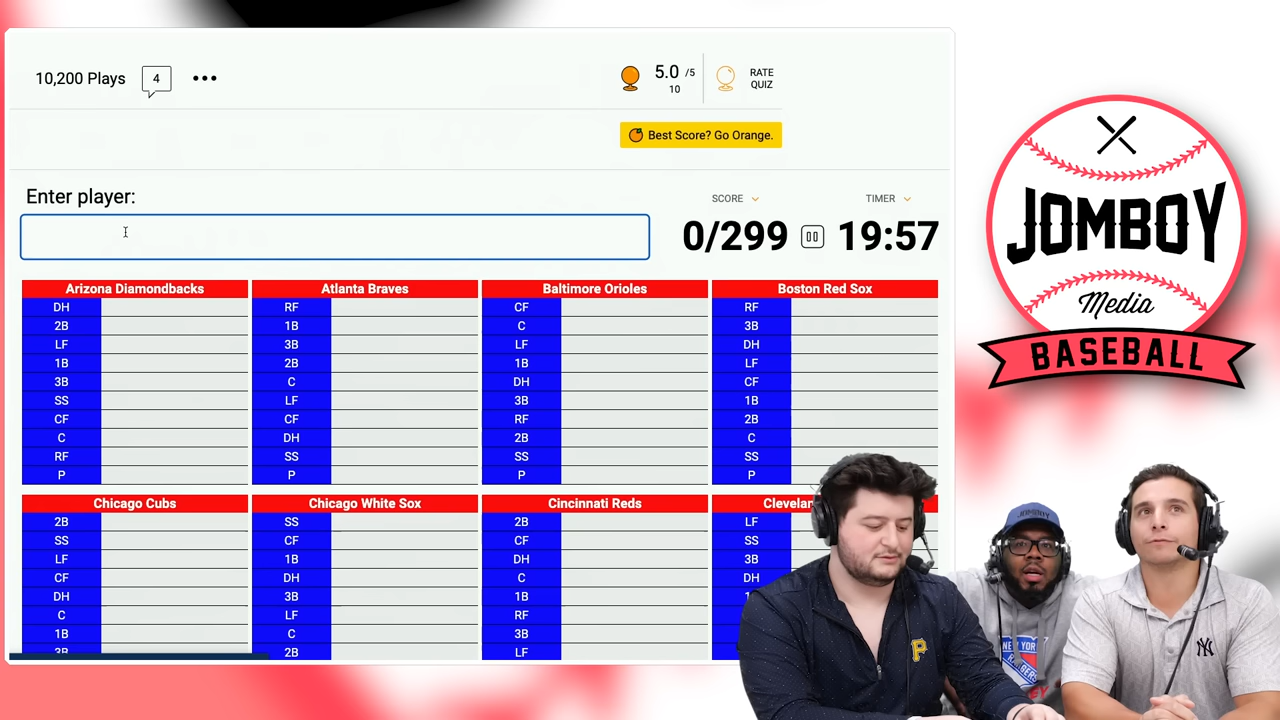 10,200 Plays
4
5.0 /5
10
RATE
QUIZ
Best Score? Go Orange.
Enter player:
SCORE
TIMER
0/299
19:57
Arizona Diamondbacks
DH
2B
LF
1B
3B
SS
CF
C
RF
P
Atlanta Braves
RF
1B
3B
2B
C
LF
CF
DH
SS
P
Baltimore Orioles
CF
C
LF
1B
DH
3B
RF
2B
SS
P
Boston Red Sox
RF
3B
DH
LF
CF
1B
2B
C
SS
P
Chicago Cubs
2B
SS
LF
CF
DH
C
1B
3B
Chicago White Sox
SS
CF
1B
DH
3B
LF
C
2B
Cincinnati Reds
2B
CF
DH
C
1B
RF
3B
LF
LF
SS
3B
DH
JOMBOY
Media
BASEBALL
JOMBOY
P
NEW YORK
RANGERS
NY